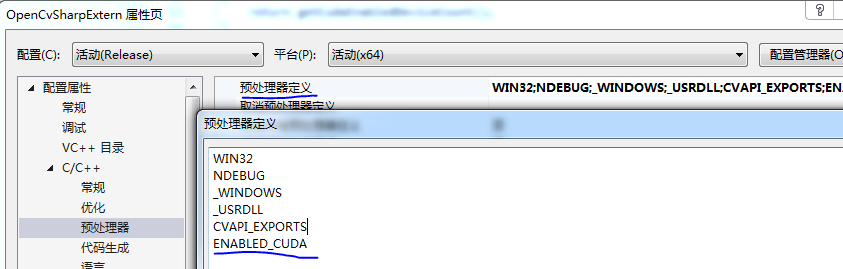 return getCudaEnabledDeviceCount();
OpenCvSharpExtern 属性页
?
配置(C): 活动(Release) 平台(P): 活动(x64) 配置管理器(O
配置属性
常规
调试
VC++ 目录
C/C++
常规
优化
预处理器
代码生成
语言
预处理器定义 WIN32;NDEBUG;_WINDOWS;_USRDLL;CVAPI_EXPORTS;EN
取消预处理器定义
预处理器定义
WIN32
NDEBUG
_WINDOWS
_USRDLL
CVAPI_EXPORTS
ENABLED_CUDA